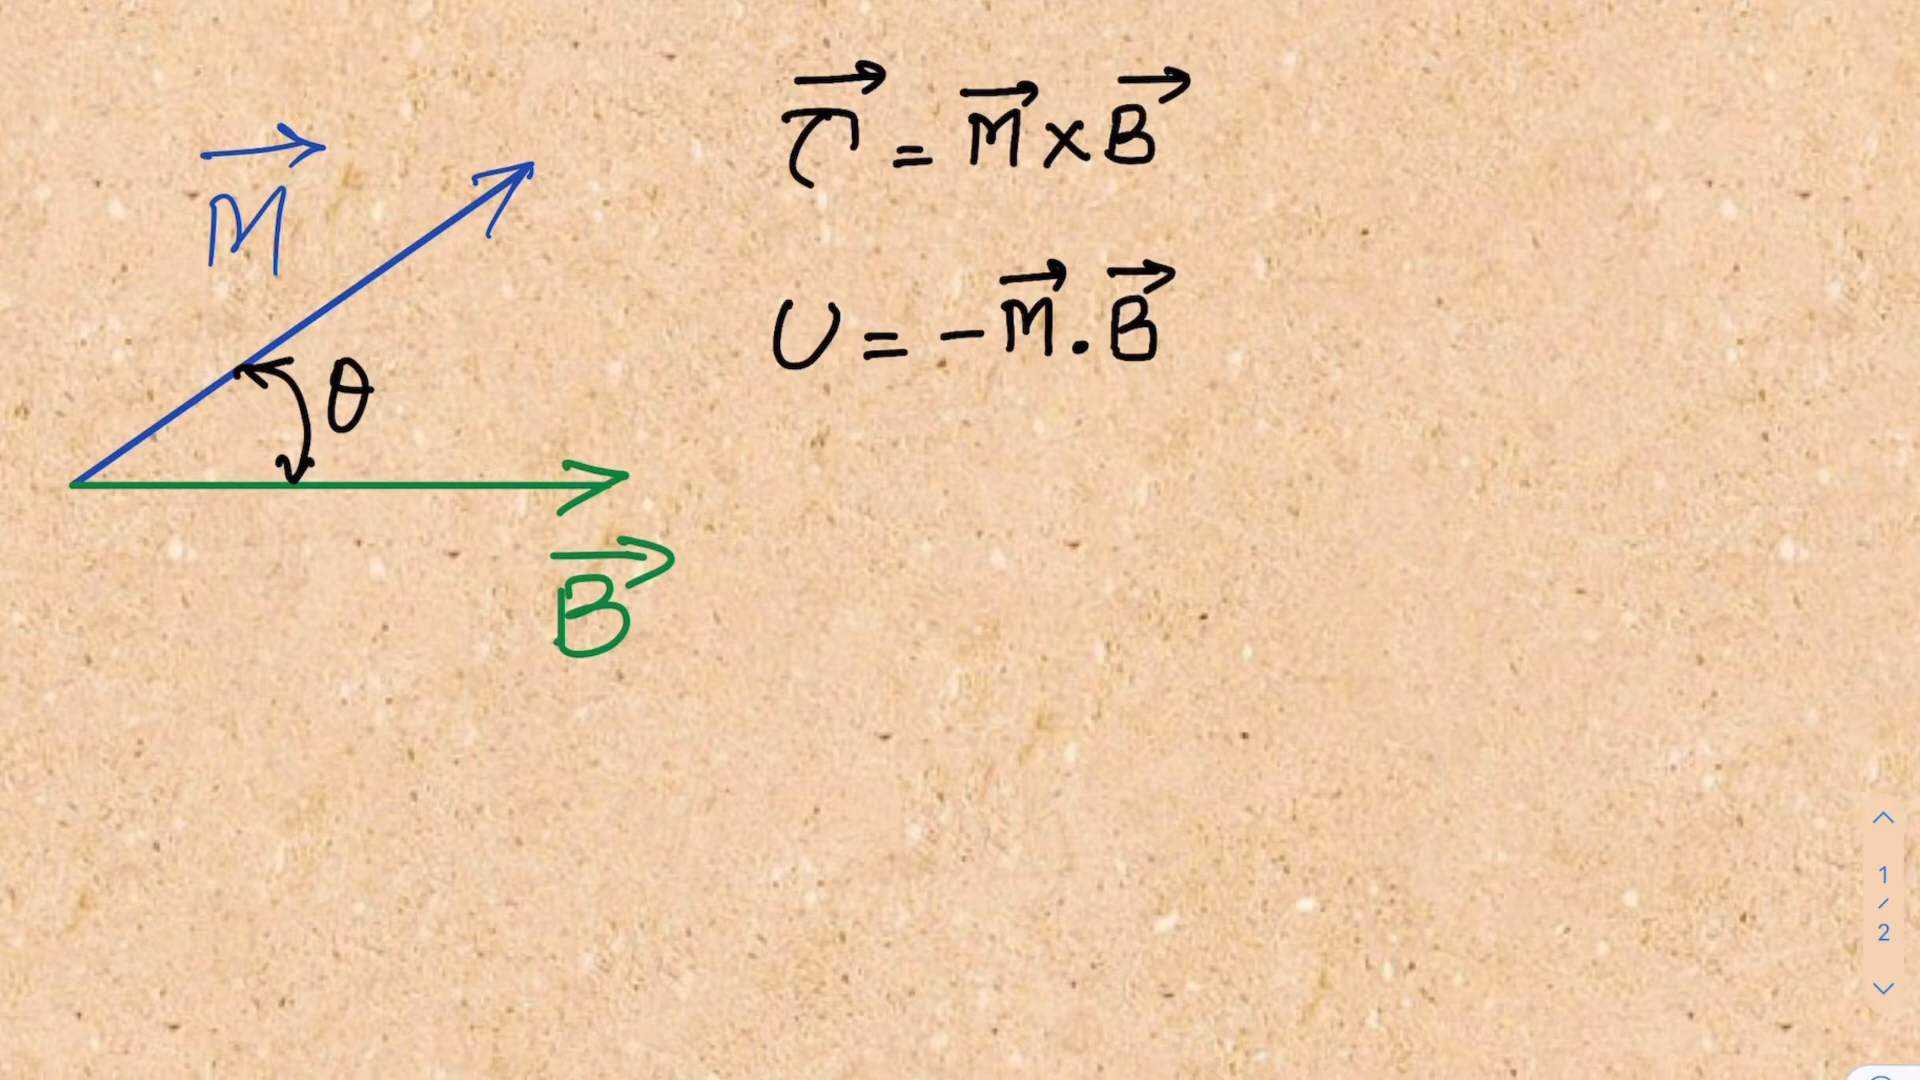 M⃗
θ
B⃗
τ⃗ = M⃗ × B⃗
U = -M⃗ . B⃗
1
/
2